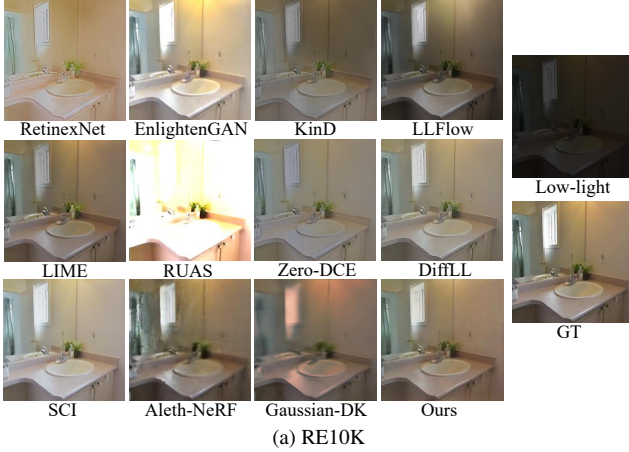 RetinexNet EnlightenGAN KinD LLFlow
Low-light
LIME RUAS Zero-DCE DiffLL
GT
SCI Aleth-NeRF Gaussian-DK Ours
(a) RE10K